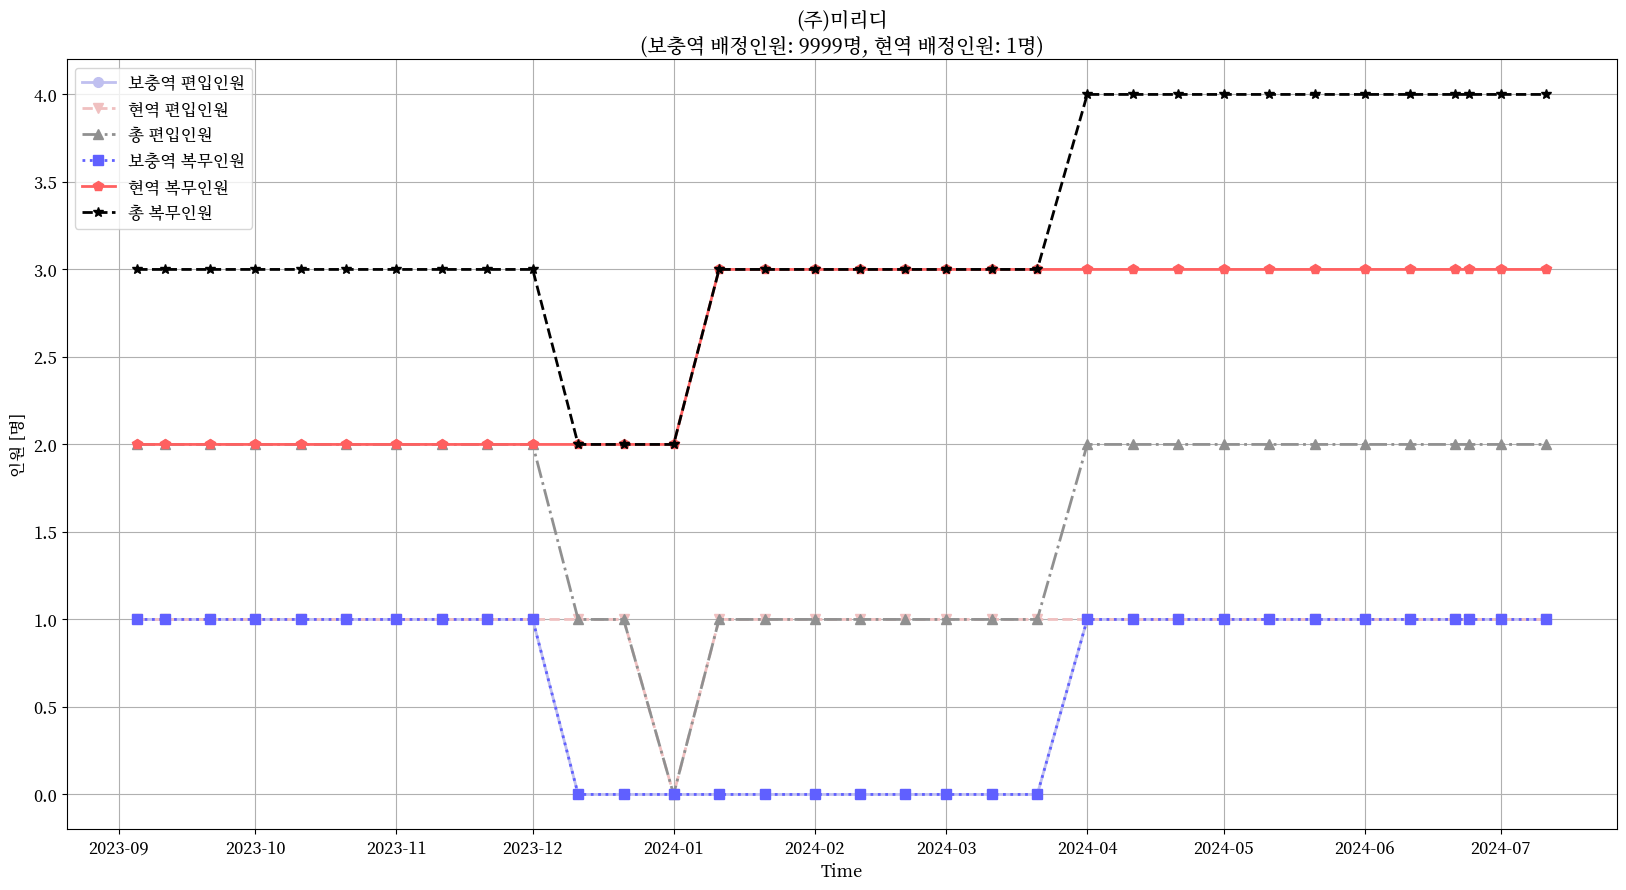 (주)미리디
(보충역 배정인원: 9999명, 현역 배정인원: 1명)
보충역 편입인원
현역 편입인원
총 편입인원
보충역 복무인원
현역 복무인원
총 복무인원
4.0
3.5
3.0
2.5
2.0
1.5
1.0
0.5
0.0
인원 [명]
2023-09 2023-10 2023-11 2023-12 2024-01 2024-02 2024-03 2024-04 2024-05 2024-06 2024-07
Time